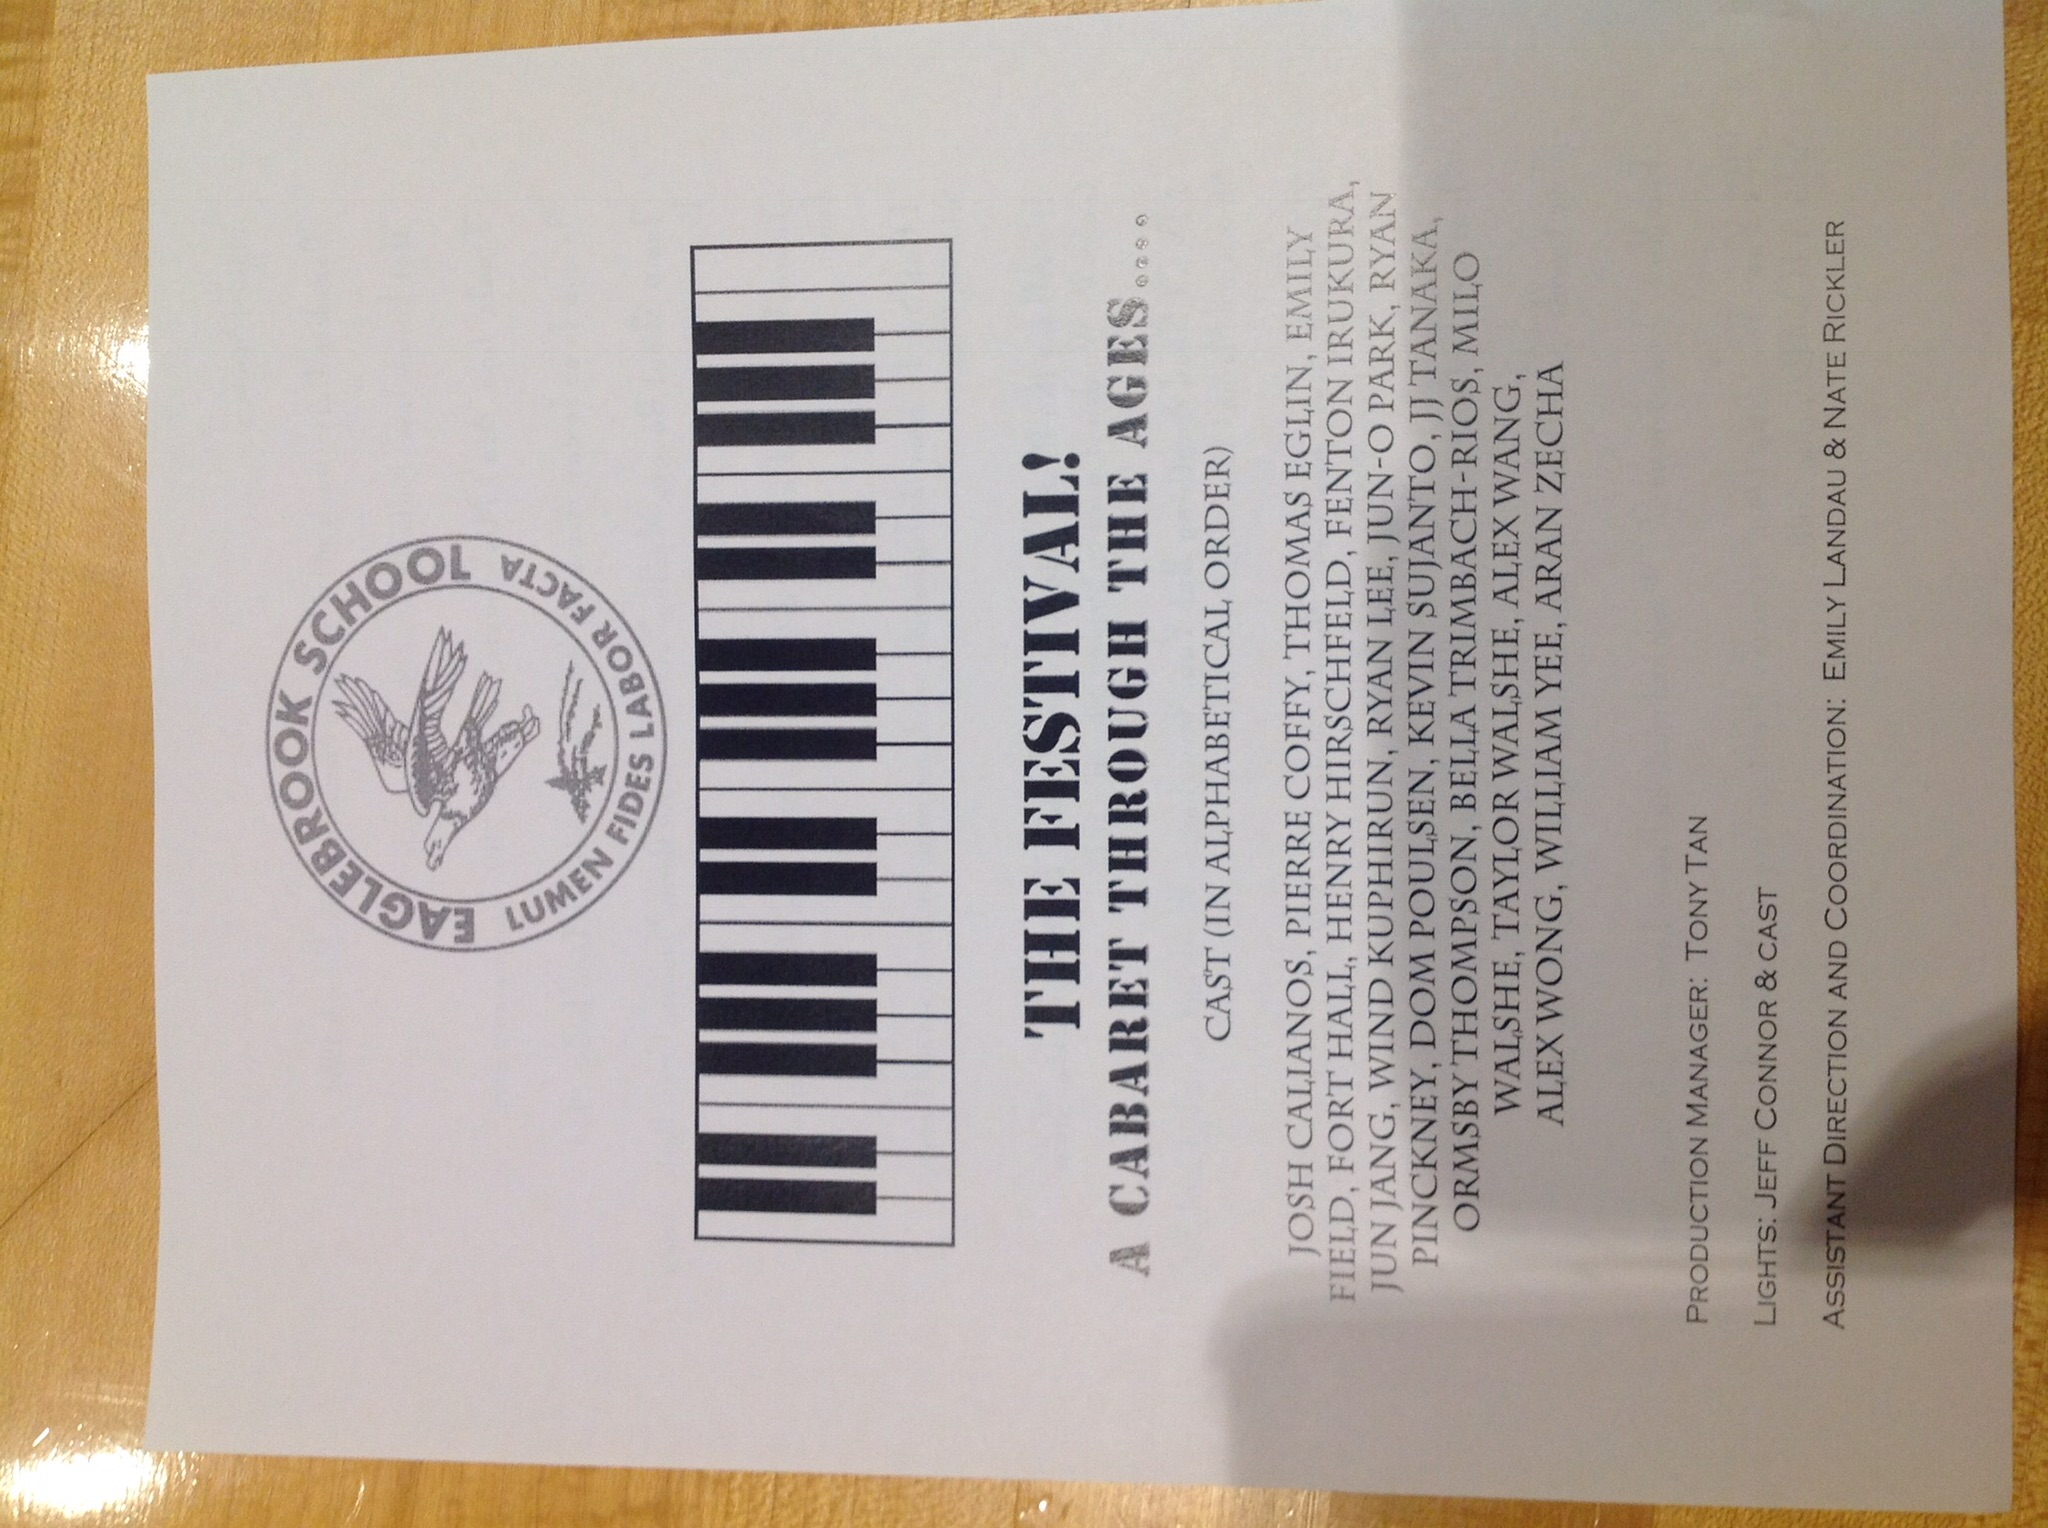 EAGLEBROOK SCHOOL
LUMEN FIDES LABOR FACTA
THE FESTIVAL!
A CABARET THROUGH THE AGES.....
CAST (IN ALPHABETICAL ORDER)
JOSH CALIANOS, PIERRE COFFY, THOMAS EGLIN, EMILY
FIELD, FORT HALL, HENRY HIRSCHFELD, FENTON IRUKURA,
JUN JANG, WIND KUPHIRUN, RYAN LEE, JUN-O PARK, RYAN
PINCKNEY, DOM POULSEN, KEVIN SUJANTO, JJ TANAKA,
ORMSBY THOMPSON, BELLA TRIMBACH-RIOS, MILO
WALSHE, TAYLOR WALSHE, ALEX WANG,
ALEX WONG, WILLIAM YEE, ARAN ZECHA
PRODUCTION MANAGER: TONY TAN
LIGHTS: JEFF CONNOR & CAST
ASSISTANT DIRECTION AND COORDINATION: EMILY LANDAU & NATE RICKLER